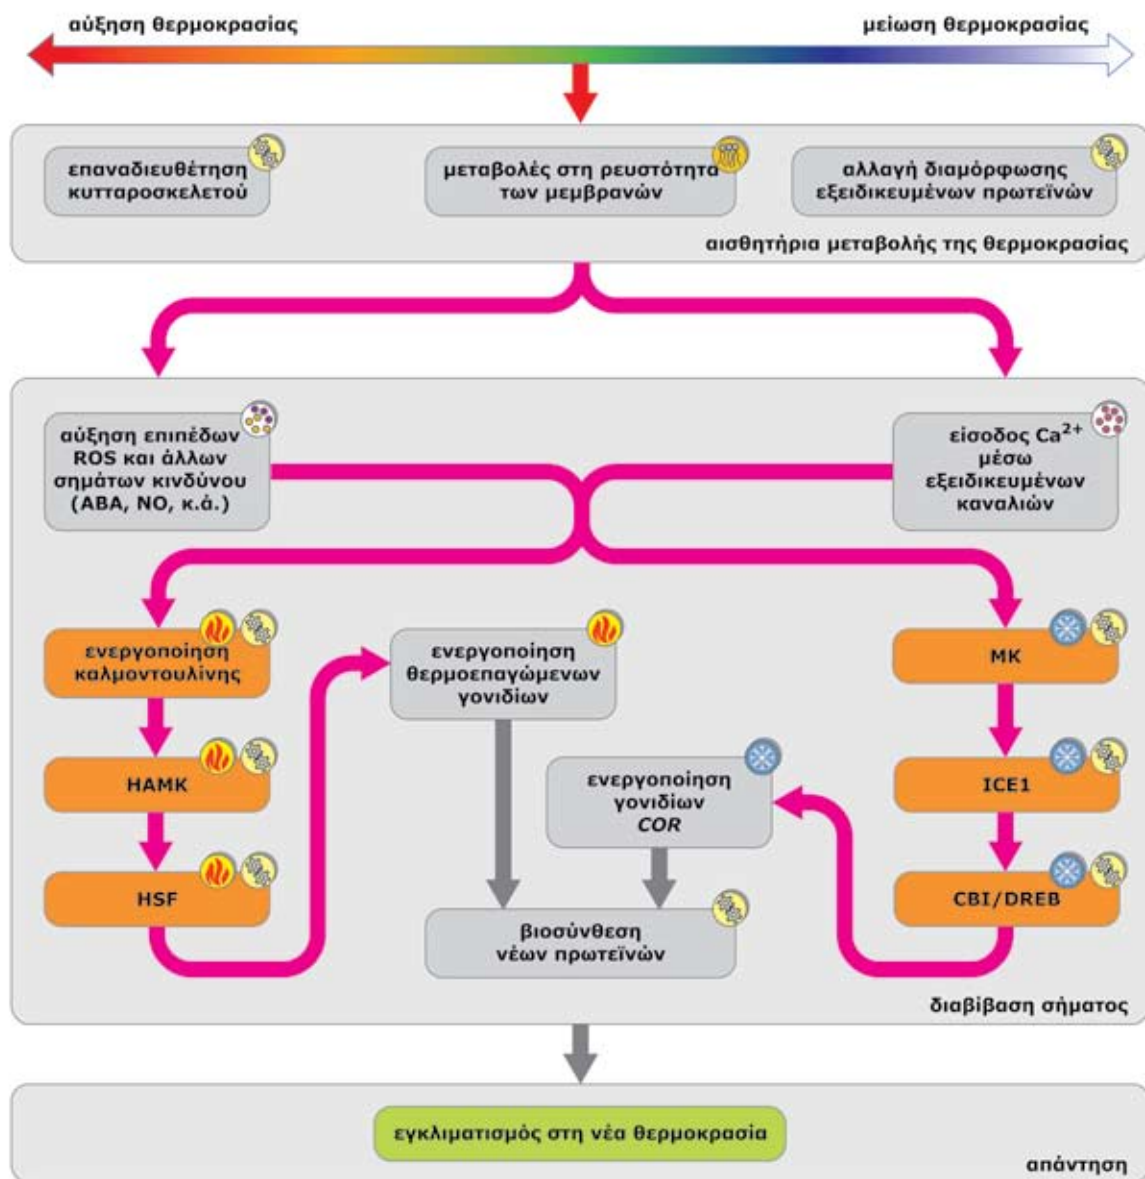 αύξηση θερμοκρασίας
μείωση θερμοκρασίας
επαναδιευθέτηση
κυτταροσκελετού
μεταβολές στη ρευστότητα
των μεμβρανών
αλλαγή διαμόρφωσης
εξειδικευμένων πρωτεϊνών
αισθητήρια μεταβολής της θερμοκρασίας
αύξηση επιπέδων
ROS και άλλων
σημάτων κινδύνου
(ABA, NO, κ.ά.)
είσοδος Ca²⁺
μέσω
εξειδικευμένων
καναλιών
ενεργοποίηση
καλμοντουλίνης
ενεργοποίηση
θερμοεπαγώμενων
γονιδίων
MK
HAMK
ενεργοποίηση
γονιδίων
COR
ICE1
HSF
CBI/DREB
βιοσύνθεση
νέων πρωτεϊνών
διαβίβαση σήματος
εγκλιματισμός στη νέα θερμοκρασία
απάντηση